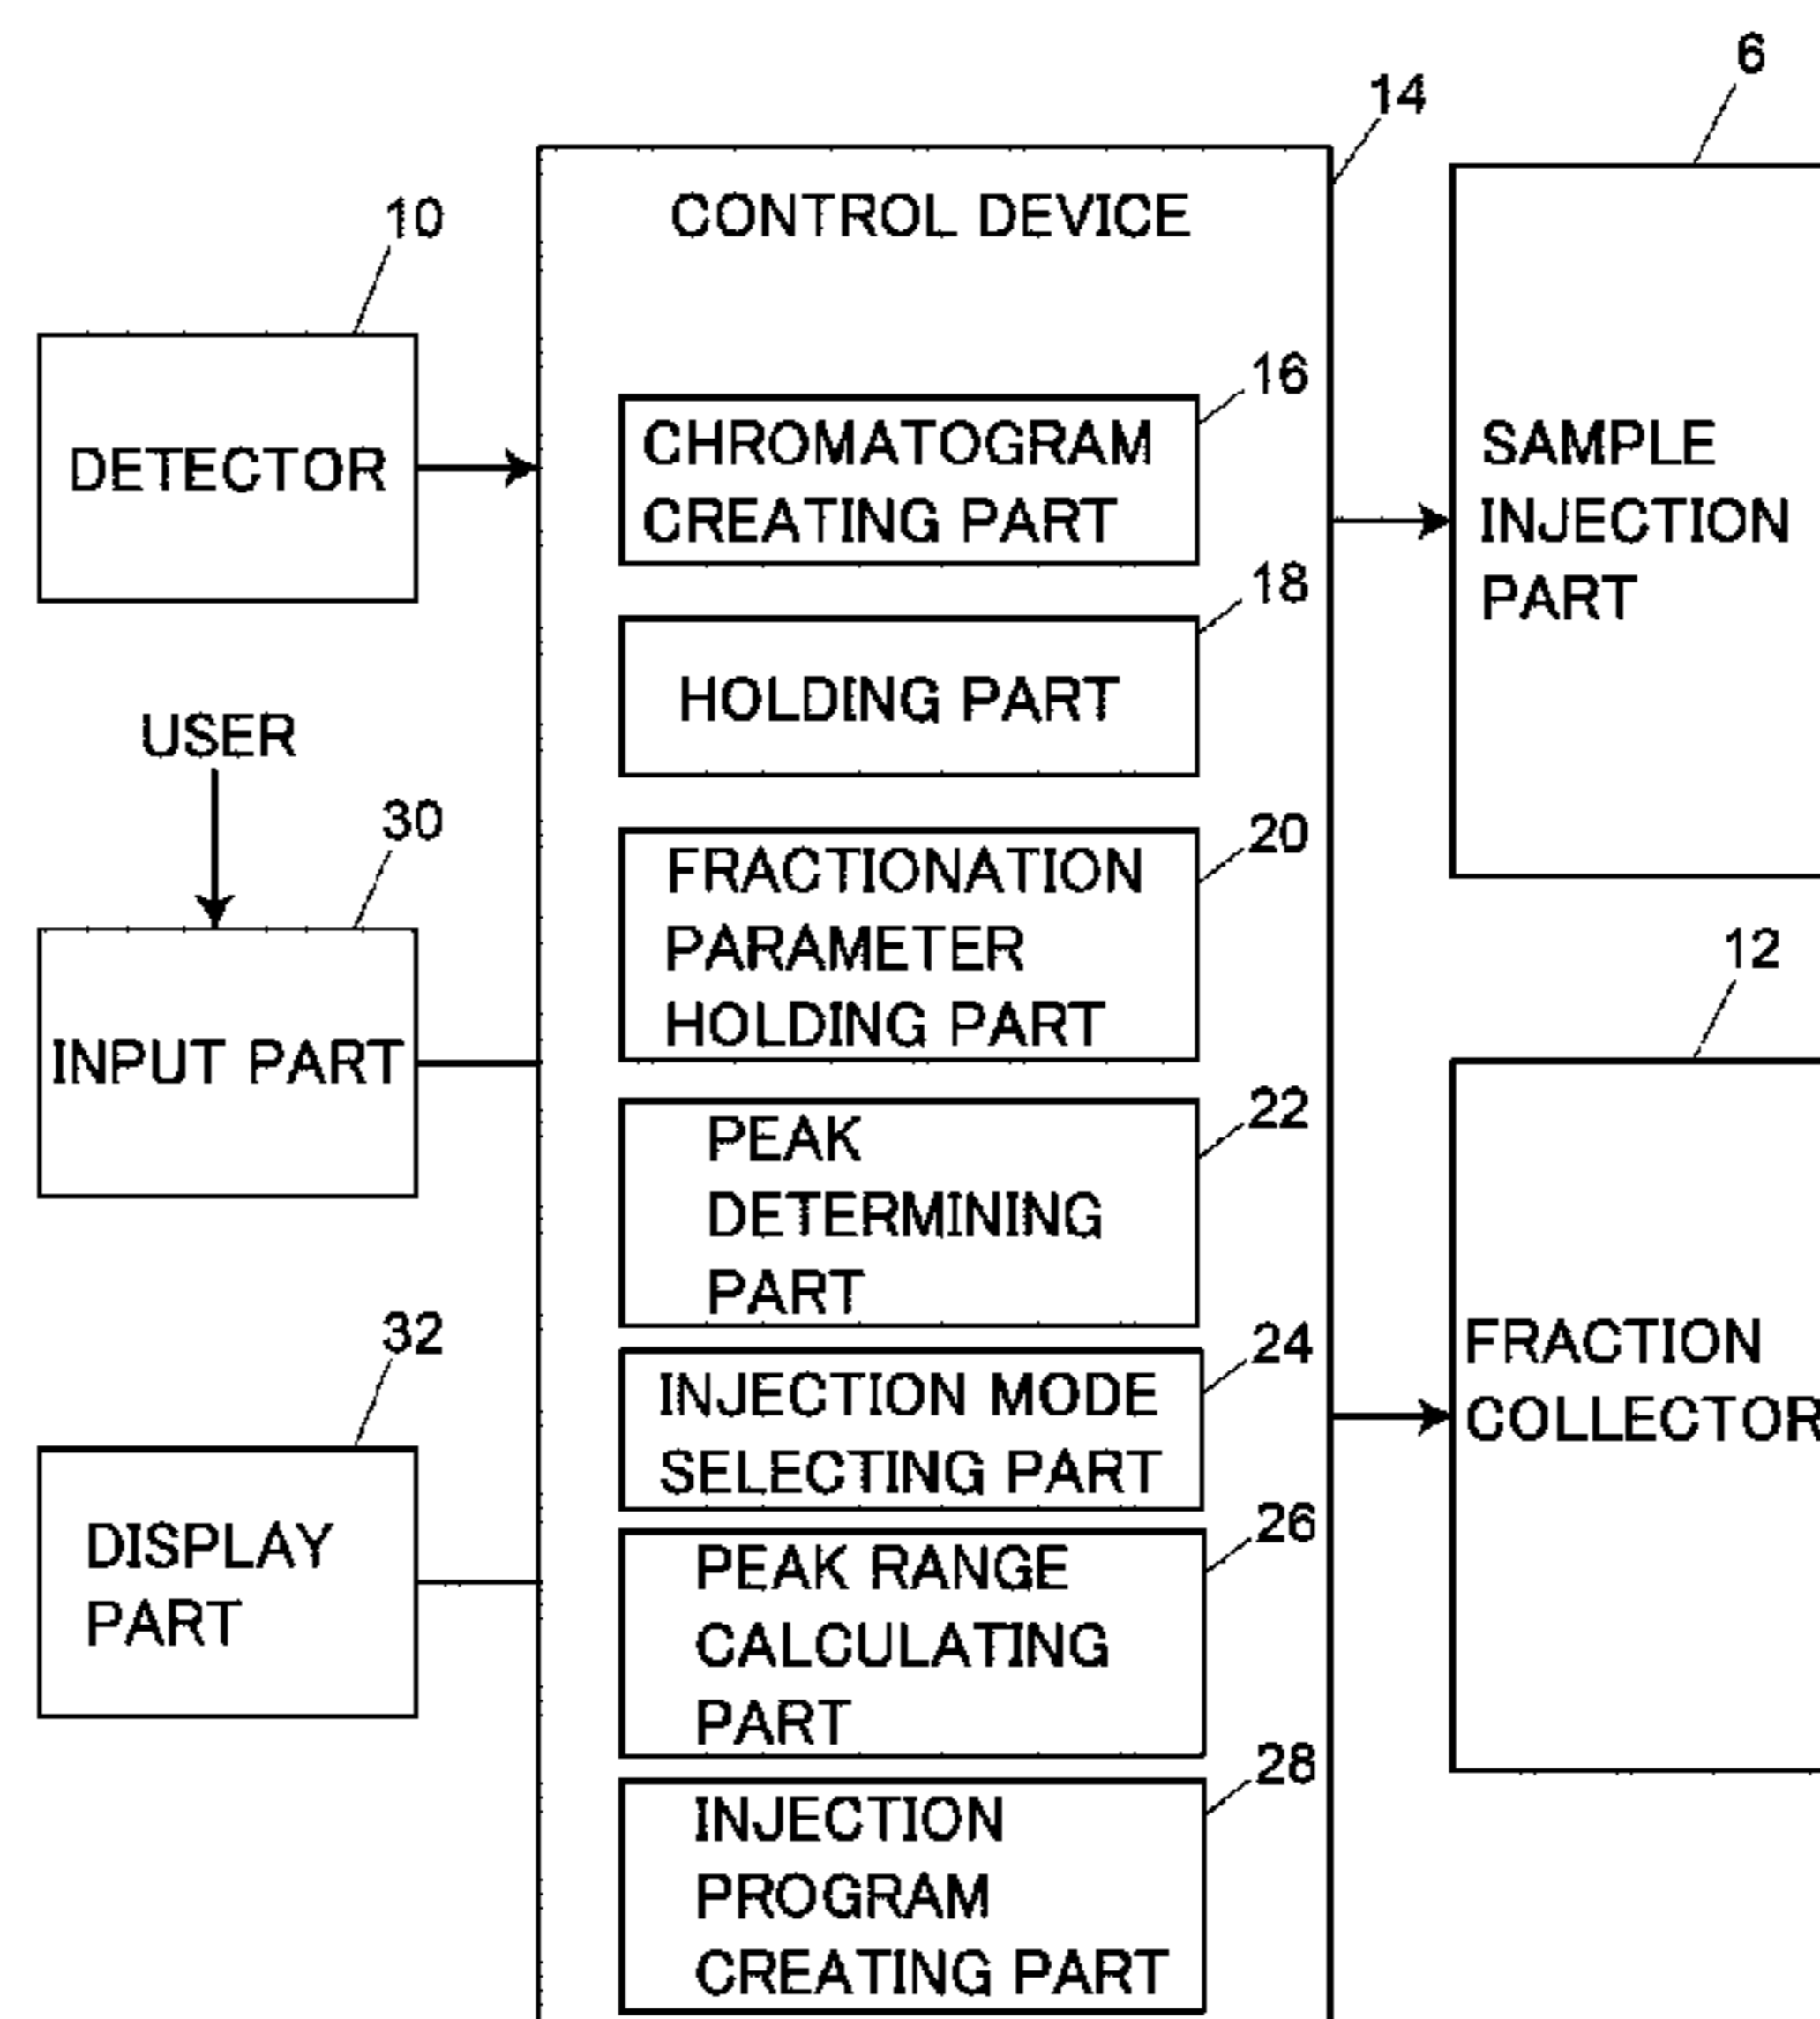 6
14
CONTROL DEVICE
10
DETECTOR
16
CHROMATOGRAM
CREATING PART
SAMPLE
INJECTION
PART
18
HOLDING PART
USER
30
INPUT PART
20
FRACTIONATION
PARAMETER
HOLDING PART
12
22
PEAK
DETERMINING
PART
FRACTION
COLLECTOR
32
DISPLAY
PART
24
INJECTION MODE
SELECTING PART
26
PEAK RANGE
CALCULATING
PART
28
INJECTION
PROGRAM
CREATING PART